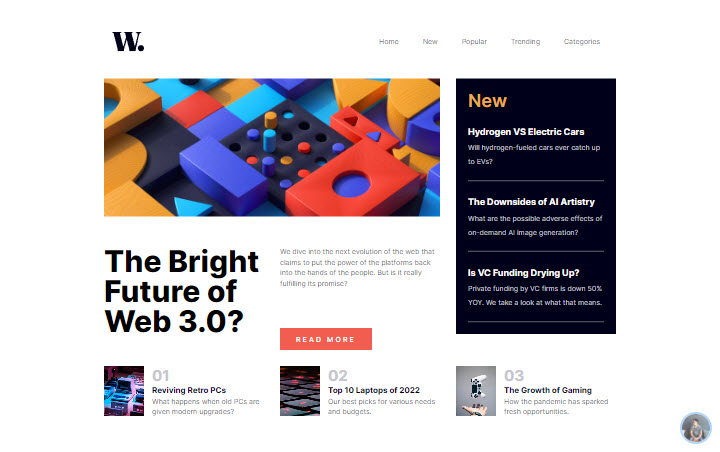 W.
Home
New
Popular
Trending
Categories
New
Hydrogen VS Electric Cars
Will hydrogen-fueled cars ever catch up
to EVs?
The Downsides of AI Artistry
What are the possible adverse effects of
on-demand AI image generation?
Is VC Funding Drying Up?
Private funding by VC firms is down 50%
YOY. We take a look at what that means.
The Bright
Future of
Web 3.0?
We dive into the next evolution of the web that
claims to put the power of the platforms back
into the hands of the people. But is it really
fulfilling its promise?
READ MORE
01
Reviving Retro PCs
What happens when old PCs are
given modern upgrades?
02
Top 10 Laptops of 2022
Our best picks for various needs
and budgets.
03
The Growth of Gaming
How the pandemic has sparked
fresh opportunities.